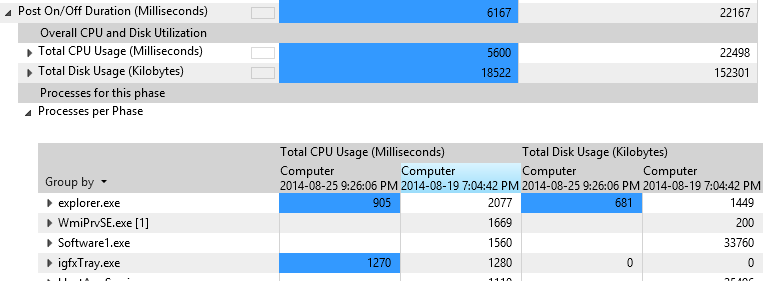 Post On/Off Duration (Milliseconds) 6167 22167
Overall CPU and Disk Utilization
Total CPU Usage (Milliseconds) 5600 22498
Total Disk Usage (Kilobytes) 18522 152301
Processes for this phase
Processes per Phase
Total CPU Usage (Milliseconds) Total Disk Usage (Kilobytes)
Computer Computer Computer Computer
Group by 2014-08-25 9:26:06 PM 2014-08-19 7:04:42 PM 2014-08-25 9:26:06 PM 2014-08-19 7:04:42 PM
explorer.exe 905 2077 681 1449
WmiPrvSE.exe [1] 1669 200
Software1.exe 1560 33760
igfxTray.exe 1270 1280 0 0